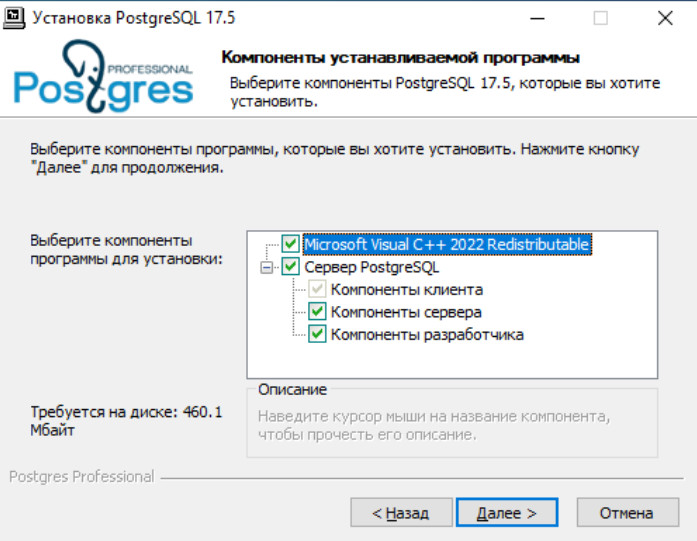 Установка PostgreSQL 17.5
PROFESSIONAL
Postgres
Компоненты устанавливаемой программы
Выберите компоненты PostgreSQL 17.5, которые вы хотите
установить.
Выберите компоненты программы, которые вы хотите установить. Нажмите кнопку
"Далее" для продолжения.
Выберите компоненты
программы для установки:
Microsoft Visual C++ 2022 Redistributable
Сервер PostgreSQL
Компоненты клиента
Компоненты сервера
Компоненты разработчика
Требуется на диске: 460.1
Мбайт
Описание
Наведите курсор мыши на название компонента,
чтобы прочесть его описание.
Postgres Professional
< Назад
Далее >
Отмена